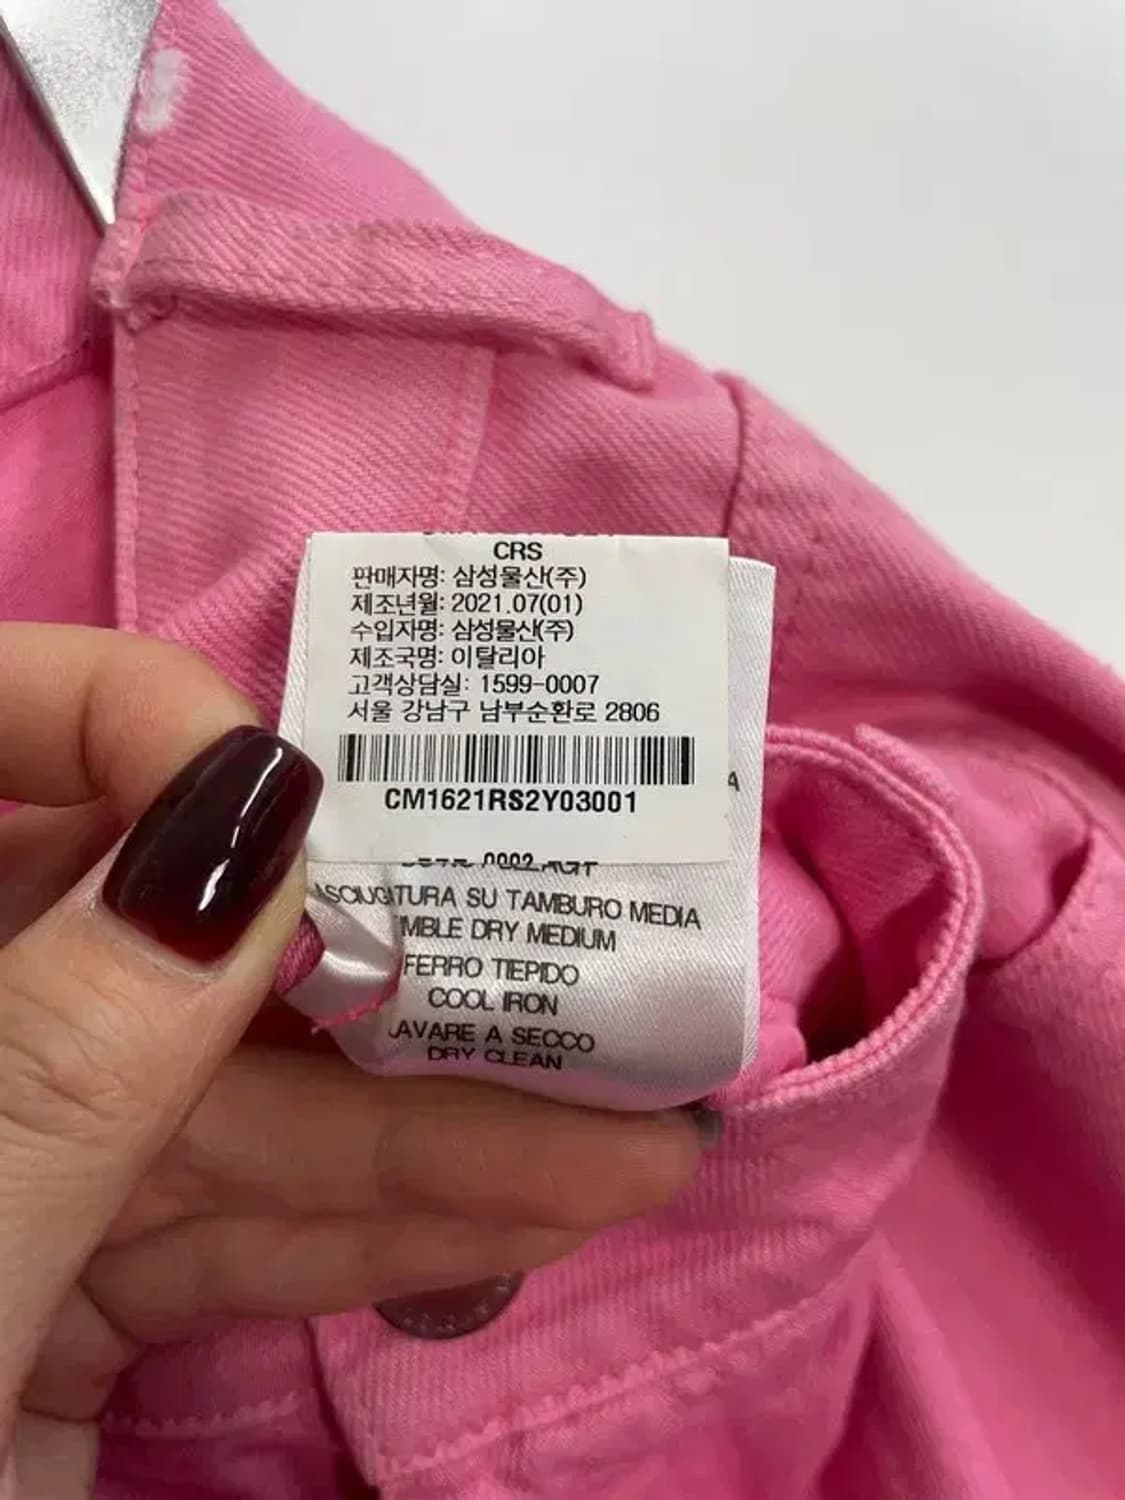 CRS
판매자명: 삼성물산(주)
제조년월: 2021.07(01)
수입자명: 삼성물산(주)
제조국명: 이탈리아
고객상담실: 1599-0007
서울 강남구 남부순환로 2806
CM1621RS2Y03001
A
ASCIUGATURA SU TAMBURO MEDIA
MBLE DRY MEDIUM
FERRO TIEPIDO
COOL IRON
LAVARE A SECCO
DRY CLEAN